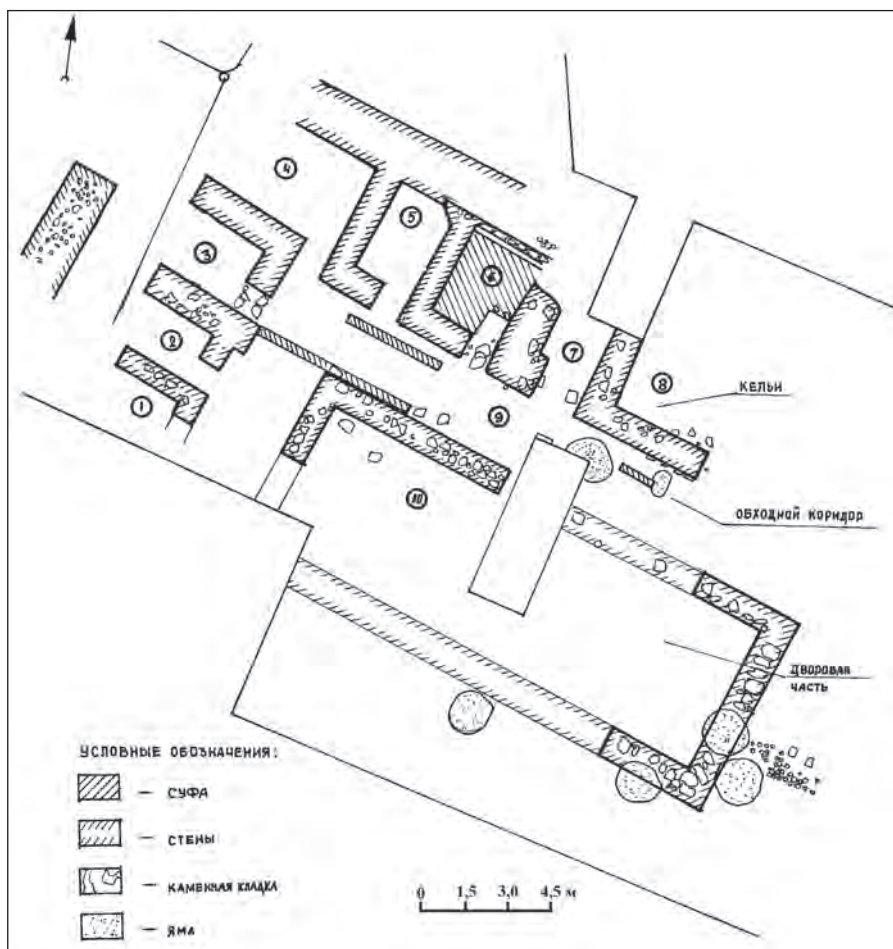 4
5
3
6
2
7
8
КЕЛЬИ
1
9
10
ОБХОДНОЙ КОРИДОР
ДВОРОВАЯ
ЧАСТЬ
УСЛОВНЫЕ ОБОЗНАЧЕНИЯ:
— СУФА
— СТЕНЫ
— КАМЕННАЯ КЛАДКА
— ЯМА
0 1,5 3,0 4,5 м